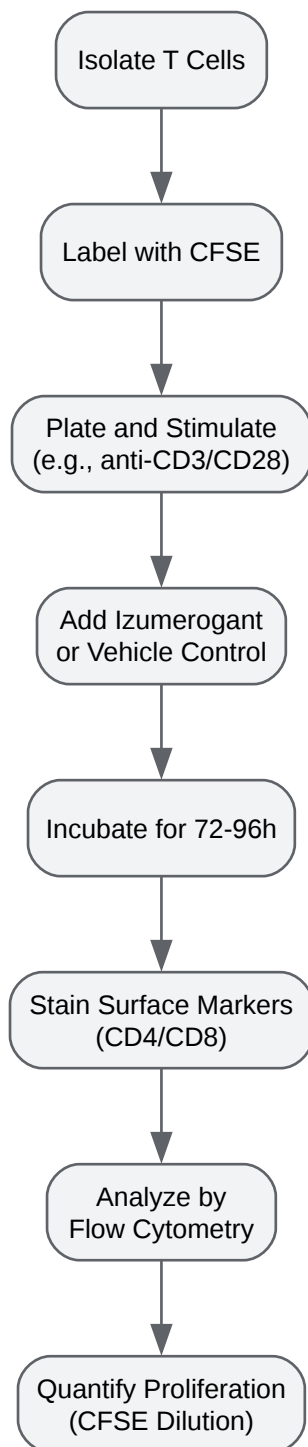 Isolate T Cells
Label with CFSE
Plate and Stimulate
(e.g., anti-CD3/CD28)
Add Izumerogant
or Vehicle Control
Incubate for 72-96h
Stain Surface Markers
(CD4/CD8)
Analyze by
Flow Cytometry
Quantify Proliferation
(CFSE Dilution)